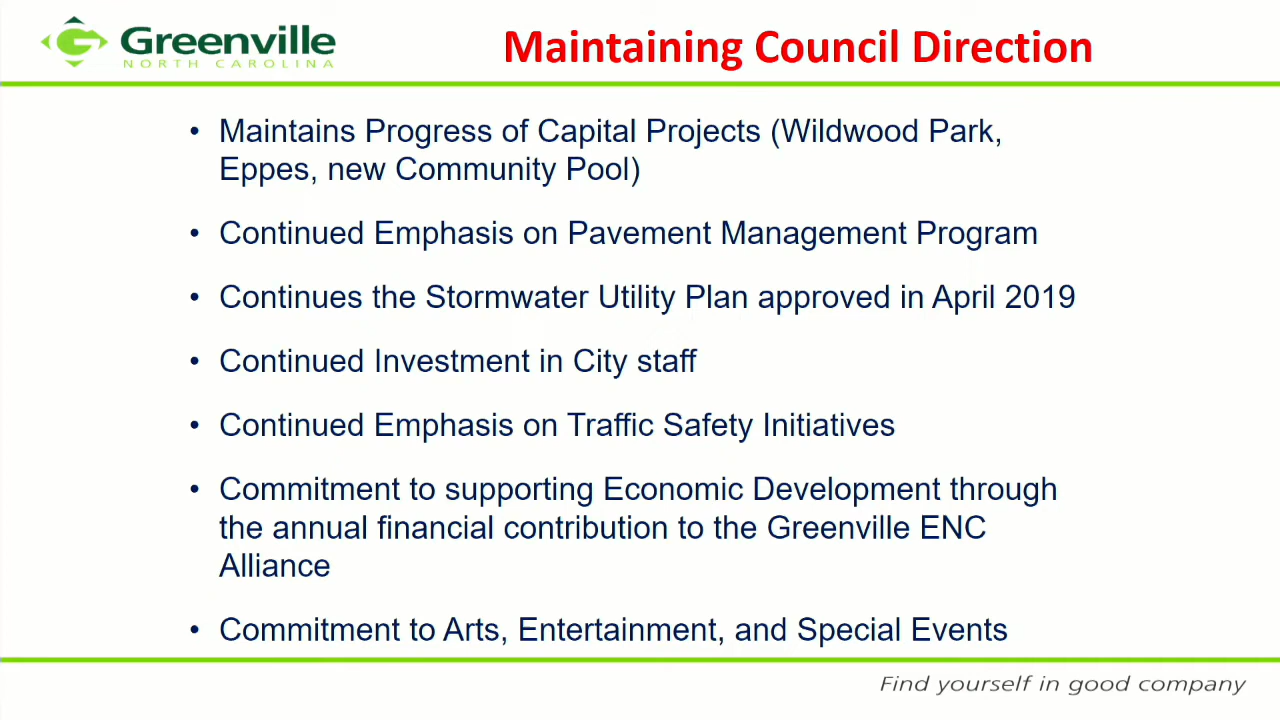 Greenville
NORTH CAROLINA
Maintaining Council Direction
• Maintains Progress of Capital Projects (Wildwood Park,
Eppes, new Community Pool)
• Continued Emphasis on Pavement Management Program
• Continues the Stormwater Utility Plan approved in April 2019
• Continued Investment in City staff
• Continued Emphasis on Traffic Safety Initiatives
• Commitment to supporting Economic Development through
the annual financial contribution to the Greenville ENC
Alliance
• Commitment to Arts, Entertainment, and Special Events
Find yourself in good company